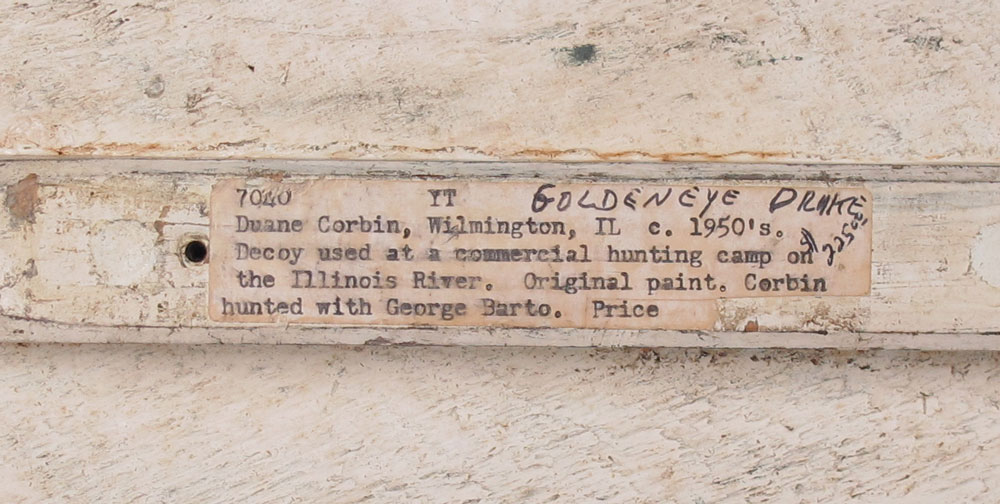 7040 YT GOLDENEYE DRAKE
Duane Corbin, Wilmington, IL c. 1950's.
Decoy used at a commercial hunting camp on
the Illinois River. Original paint. Corbin
hunted with George Barto. Price